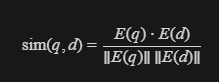 sim(q, d) = E(q) · E(d) / ‖E(q)‖ ‖E(d)‖